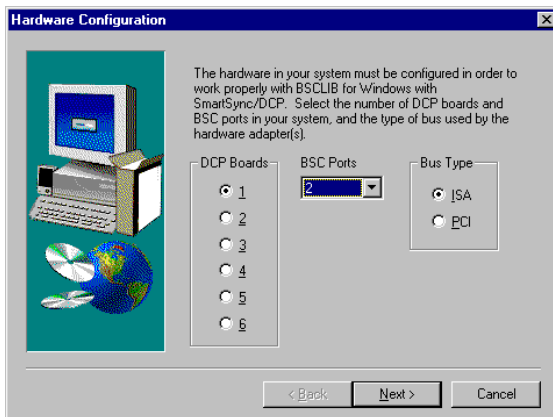 Hardware Configuration
The hardware in your system must be configured in order to
work properly with BSCLIB for Windows with
SmartSync/DCP. Select the number of DCP boards and
BSC ports in your system, and the type of bus used by the
hardware adapter(s).
DCP Boards
1
2
3
4
5
6
BSC Ports
2
Bus Type
ISA
PCI
< Back
Next >
Cancel